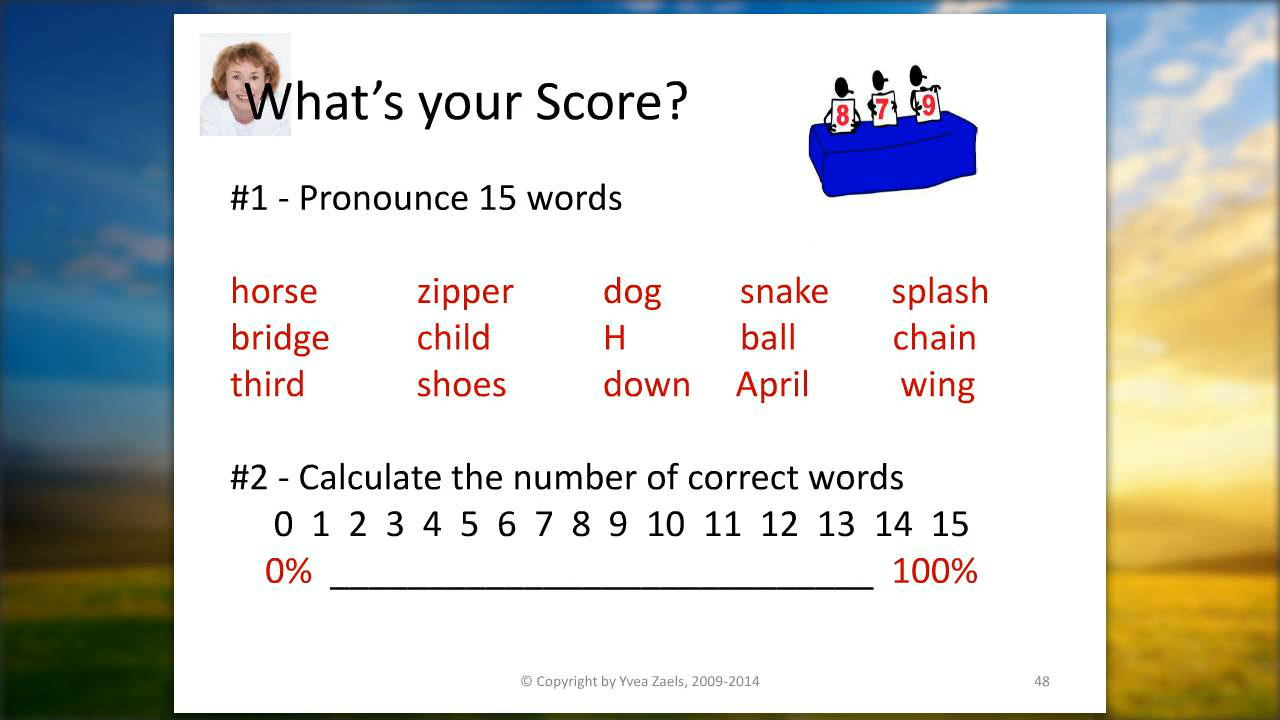 What's your Score?
8 7 9
#1 - Pronounce 15 words
horse zipper dog snake splash
bridge child H ball chain
third shoes down April wing
#2 - Calculate the number of correct words
0 1 2 3 4 5 6 7 8 9 10 11 12 13 14 15
0% ____________________________ 100%
© Copyright by Yvea Zaels, 2009-2014 48